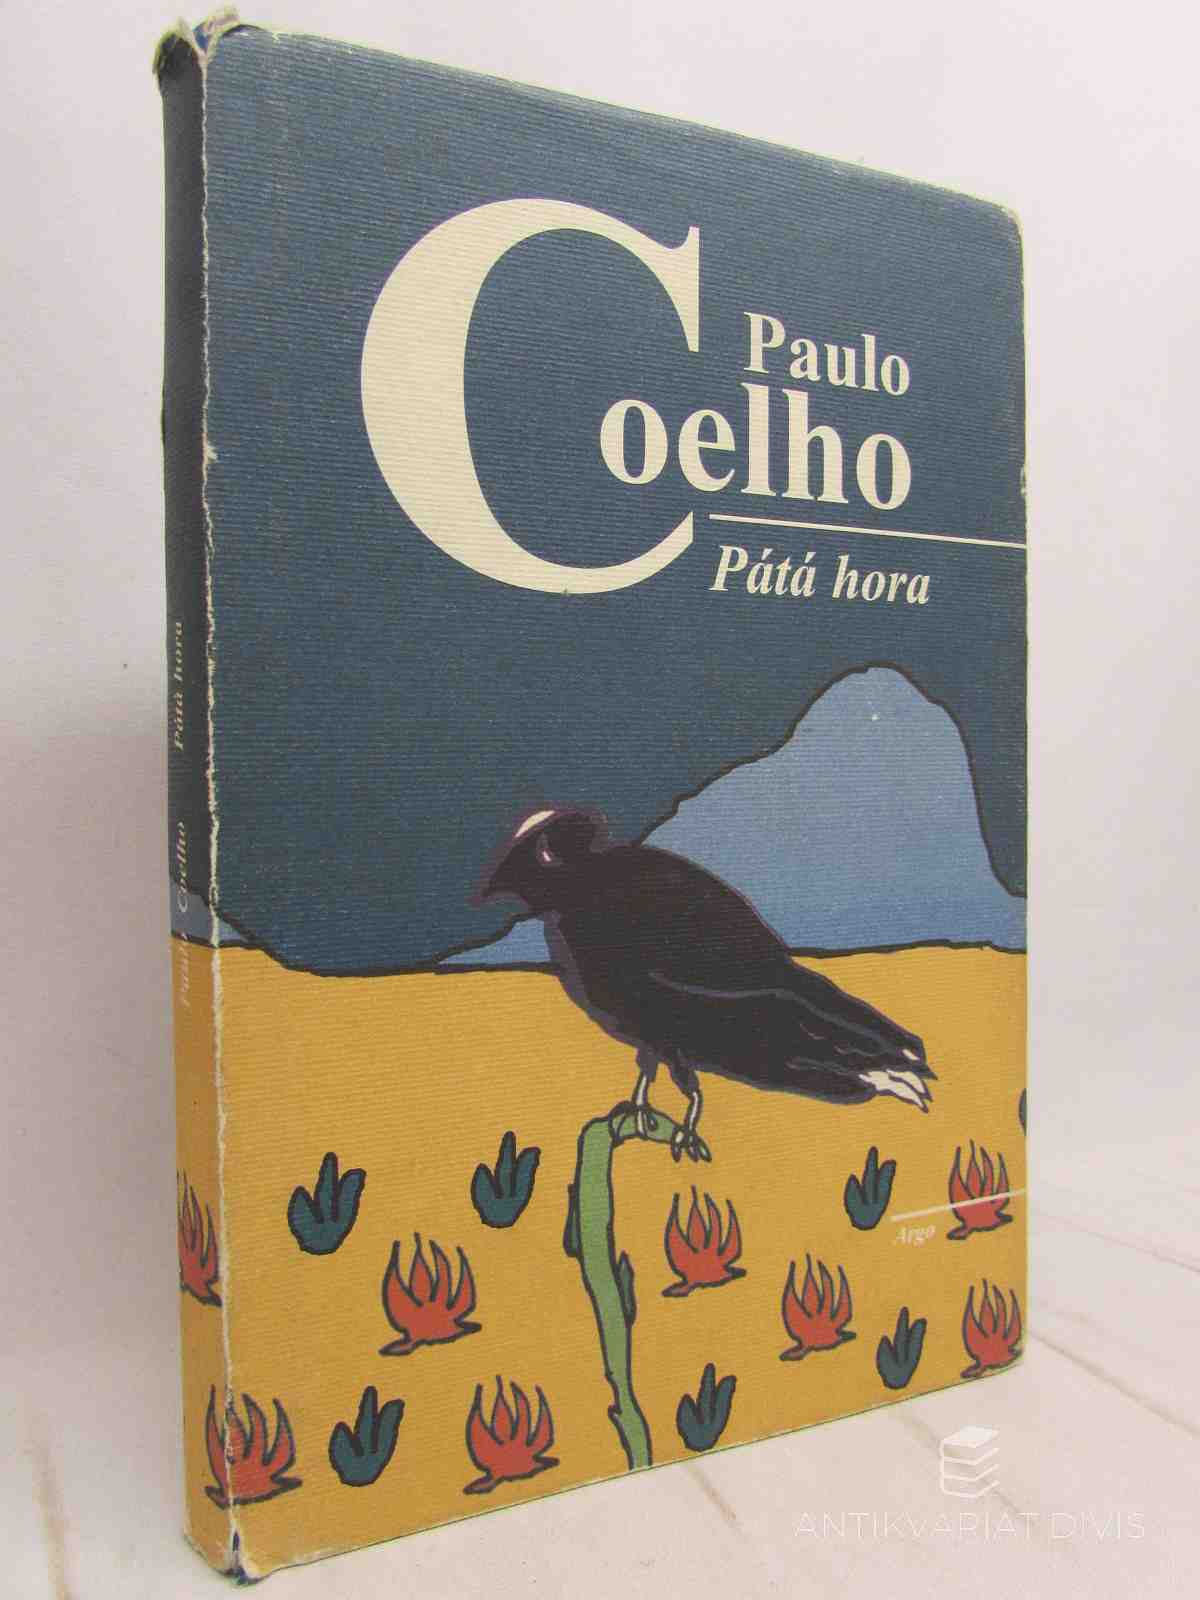 Paulo
Coelho
Pátá hora
Argo
Paulo Coelho Pátá hora
ANTIKVARIAT DIVIS